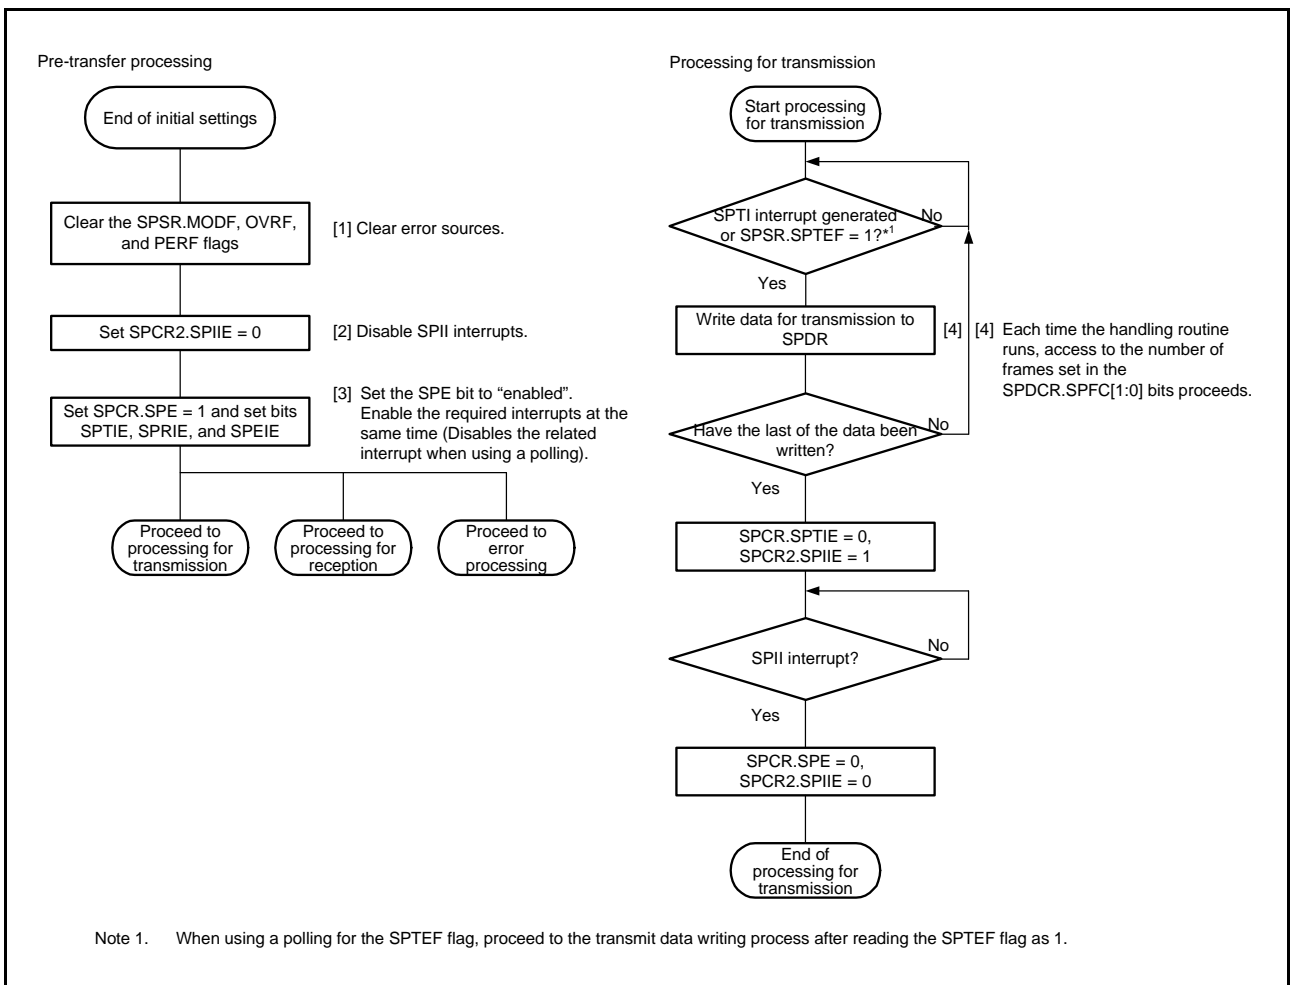 Pre-transfer processing
End of initial settings
Clear the SPSR.MODF, OVRF,
and PERF flags
[1] Clear error sources.
Set SPCR2.SPIIE = 0
[2] Disable SPII interrupts.
Set SPCR.SPE = 1 and set bits
SPTIE, SPRIE, and SPEIE
[3] Set the SPE bit to “enabled”.
Enable the required interrupts at the
same time (Disables the related
interrupt when using a polling).
Proceed to
processing for
transmission
Proceed to
processing for
reception
Proceed to
error
processing
Processing for transmission
Start processing
for transmission
SPTI interrupt generated
or SPSR.SPTEF = 1?*1
No
Yes
Write data for transmission to
SPDR
[4]
[4] Each time the handling routine
runs, access to the number of
frames set in the
SPDCR.SPFC[1:0] bits proceeds.
Have the last of the data been
written?
No
Yes
SPCR.SPTIE = 0,
SPCR2.SPIIE = 1
SPII interrupt?
No
Yes
SPCR.SPE = 0,
SPCR2.SPIIE = 0
End of
processing for
transmission
Note 1. When using a polling for the SPTEF flag, proceed to the transmit data writing process after reading the SPTEF flag as 1.